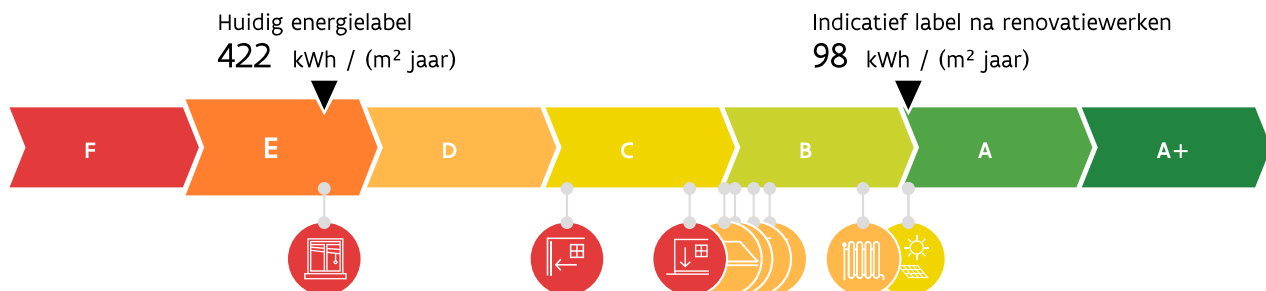 Huidig energielabel
422 kWh / (m² jaar)
Indicatief label na renovatiewerken
98 kWh / (m² jaar)
F
E
D
C
B
A
A+